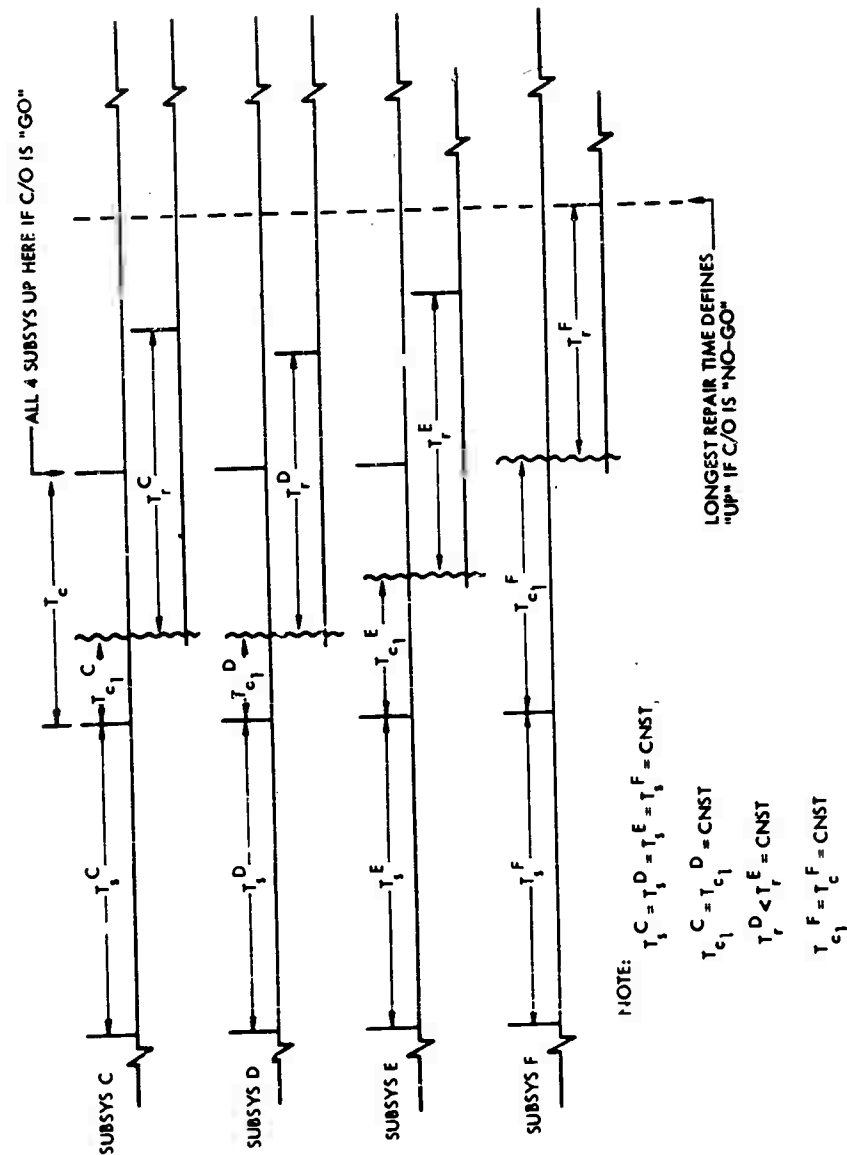 ALL 4 SUBSYS UP HERE IF C/O IS "GO"
T_c
SUBSYS C
T_s^C
T_c1^C
T_r^C
SUBSYS D
T_s^D
T_c1^D
T_r^D
SUBSYS E
T_s^E
T_c1^E
T_r^E
SUBSYS F
T_s^F
T_c1^F
T_r^F
LONGEST REPAIR TIME DEFINES
"UP" IF C/O IS "NO-GO"
NOTE:
T_s^C = T_s^D = T_s^E = T_s^F = CNST,
T_c1^C = T_c1^D = CNST
T_r^D < T_r^E = CNST
T_c1^F = T_c^F = CNST